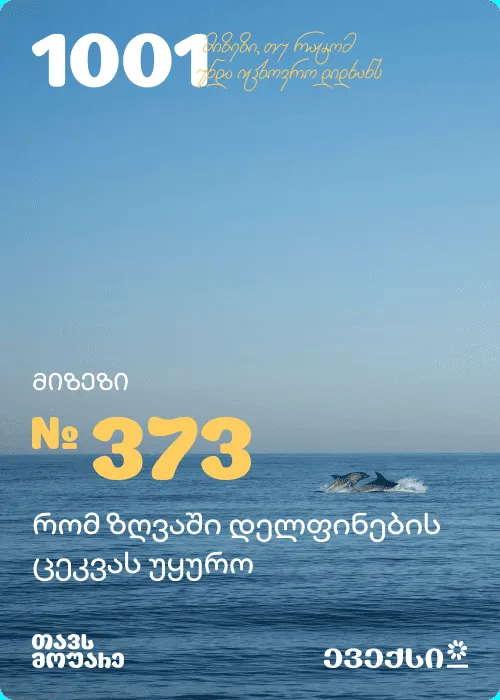 1001 მიზეზი, თუ რატომ
უნდა იცხოვრო დიდხანს
მიზეზი
№ 373
რომ ზღვაში დელფინების
ცეკვას უყურო
თავს
მოუარე
ევექსი